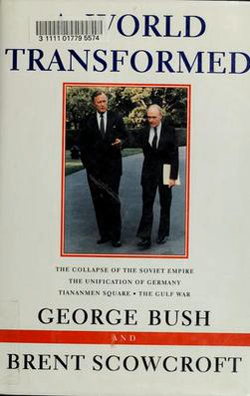 3 1111 01779 5574
A WORLD
TRANSFORMED
THE COLLAPSE OF THE SOVIET EMPIRE
THE UNIFICATION OF GERMANY
TIANANMEN SQUARE • THE GULF WAR
GEORGE BUSH
AND
BRENT SCOWCROFT